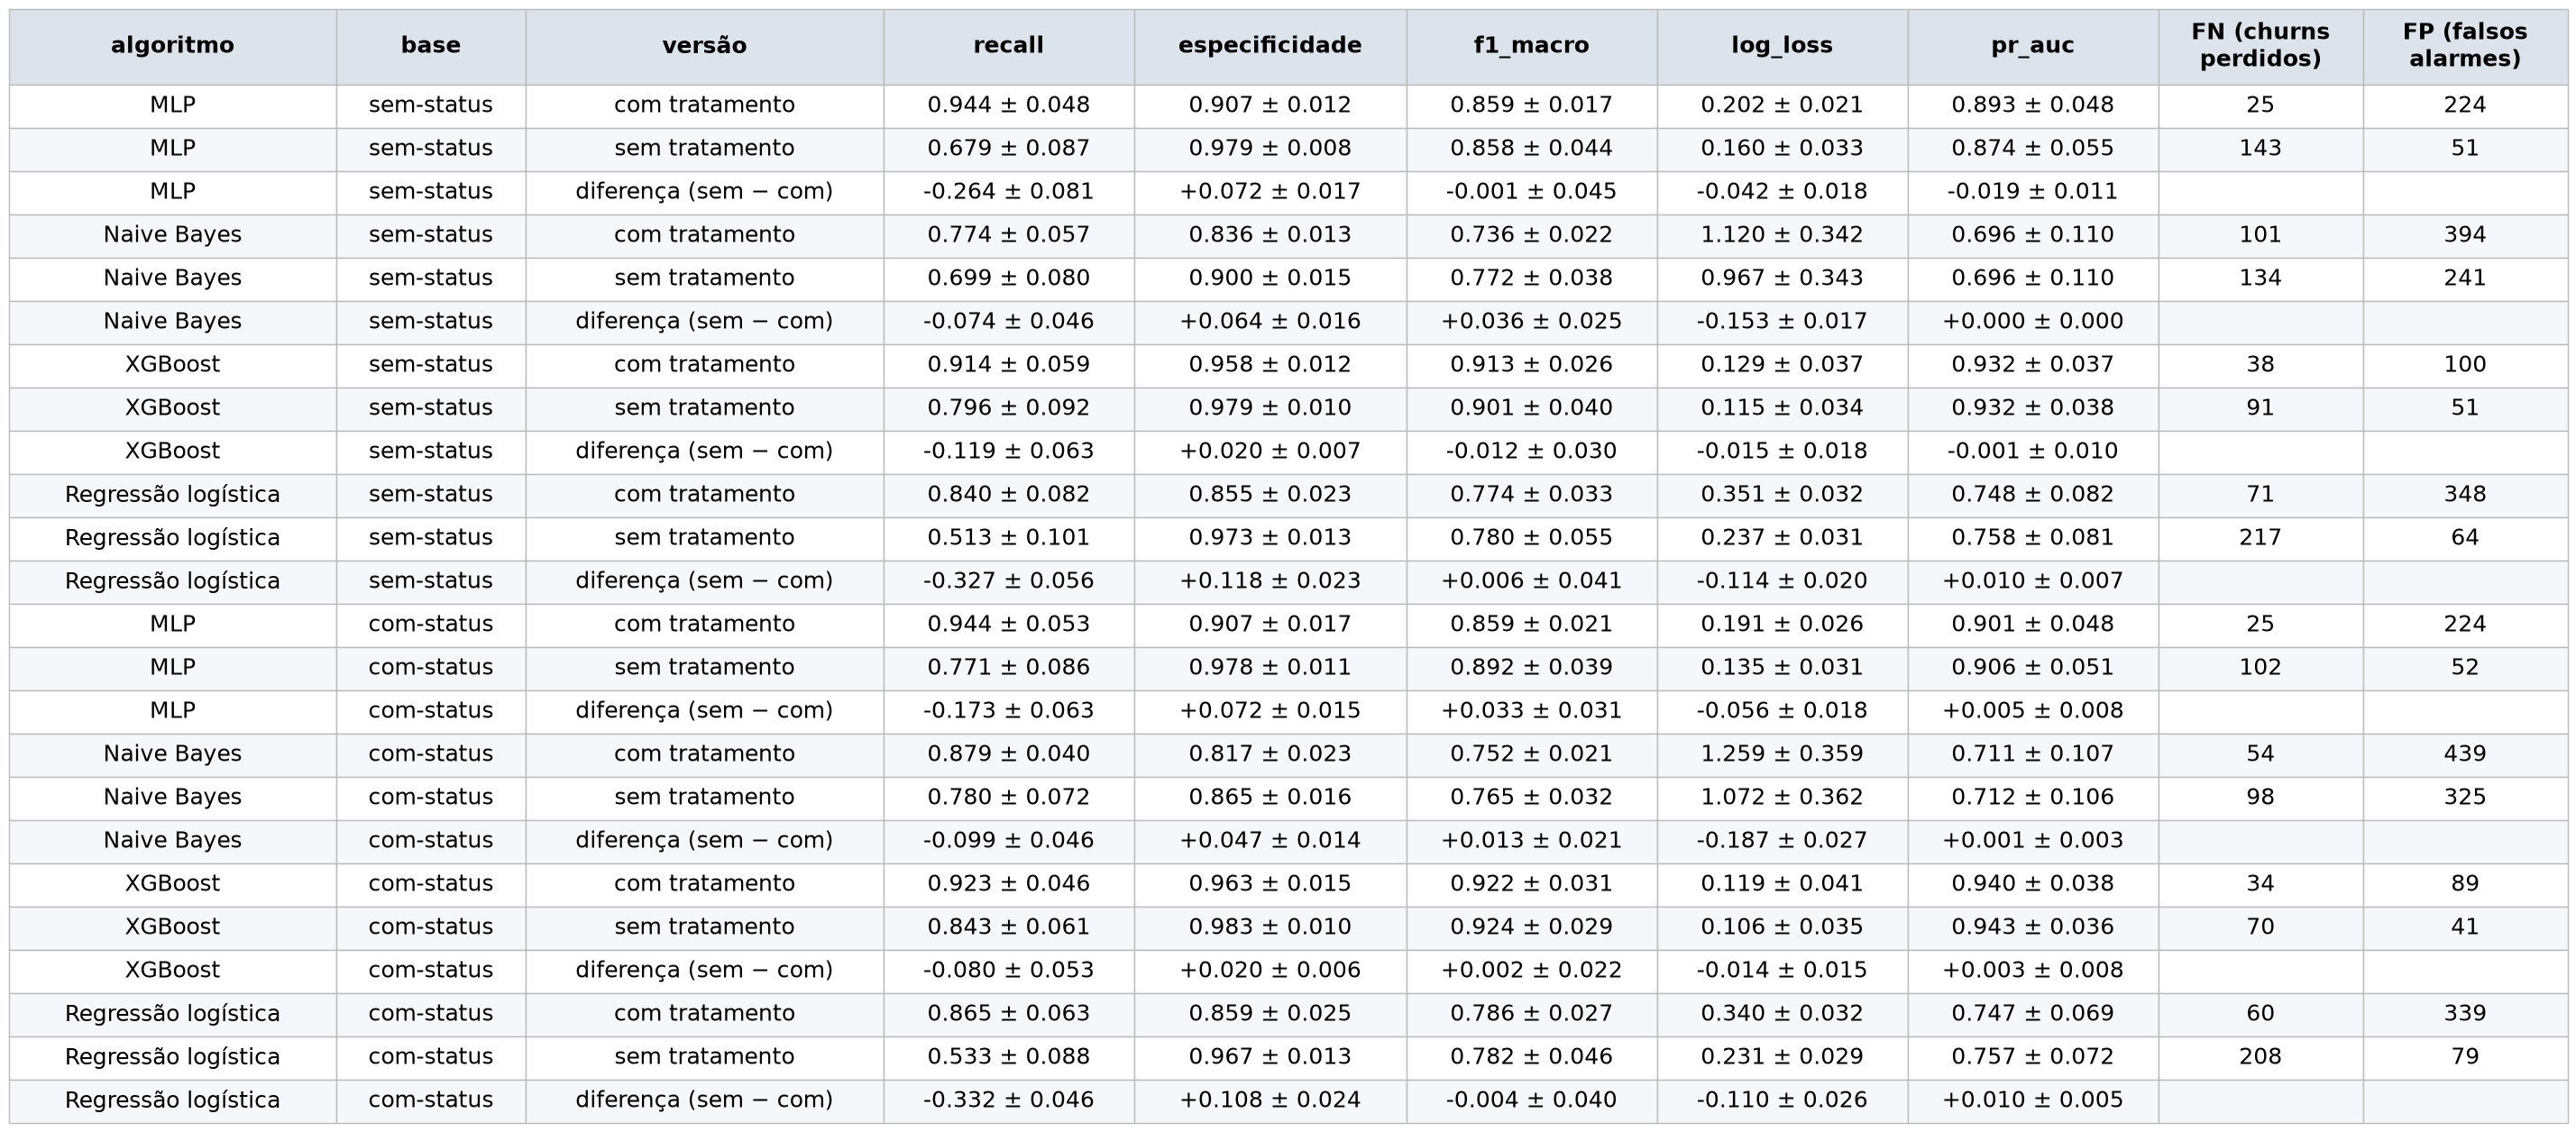 algoritmo base versão recall especificidade f1_macro log_loss pr_auc FN (churns perdidos) FP (falsos alarmes)
MLP sem-status com tratamento 0.944 ± 0.048 0.907 ± 0.012 0.859 ± 0.017 0.202 ± 0.021 0.893 ± 0.048 25 224
MLP sem-status sem tratamento 0.679 ± 0.087 0.979 ± 0.008 0.858 ± 0.044 0.160 ± 0.033 0.874 ± 0.055 143 51
MLP sem-status diferença (sem − com) -0.264 ± 0.081 +0.072 ± 0.017 -0.001 ± 0.045 -0.042 ± 0.018 -0.019 ± 0.011
Naive Bayes sem-status com tratamento 0.774 ± 0.057 0.836 ± 0.013 0.736 ± 0.022 1.120 ± 0.342 0.696 ± 0.110 101 394
Naive Bayes sem-status sem tratamento 0.699 ± 0.080 0.900 ± 0.015 0.772 ± 0.038 0.967 ± 0.343 0.696 ± 0.110 134 241
Naive Bayes sem-status diferença (sem − com) -0.074 ± 0.046 +0.064 ± 0.016 +0.036 ± 0.025 -0.153 ± 0.017 +0.000 ± 0.000
XGBoost sem-status com tratamento 0.914 ± 0.059 0.958 ± 0.012 0.913 ± 0.026 0.129 ± 0.037 0.932 ± 0.037 38 100
XGBoost sem-status sem tratamento 0.796 ± 0.092 0.979 ± 0.010 0.901 ± 0.040 0.115 ± 0.034 0.932 ± 0.038 91 51
XGBoost sem-status diferença (sem − com) -0.119 ± 0.063 +0.020 ± 0.007 -0.012 ± 0.030 -0.015 ± 0.018 -0.001 ± 0.010
Regressão logística sem-status com tratamento 0.840 ± 0.082 0.855 ± 0.023 0.774 ± 0.033 0.351 ± 0.032 0.748 ± 0.082 71 348
Regressão logística sem-status sem tratamento 0.513 ± 0.101 0.973 ± 0.013 0.780 ± 0.055 0.237 ± 0.031 0.758 ± 0.081 217 64
Regressão logística sem-status diferença (sem − com) -0.327 ± 0.056 +0.118 ± 0.023 +0.006 ± 0.041 -0.114 ± 0.020 +0.010 ± 0.007
MLP com-status com tratamento 0.944 ± 0.053 0.907 ± 0.017 0.859 ± 0.021 0.191 ± 0.026 0.901 ± 0.048 25 224
MLP com-status sem tratamento 0.771 ± 0.086 0.978 ± 0.011 0.892 ± 0.039 0.135 ± 0.031 0.906 ± 0.051 102 52
MLP com-status diferença (sem − com) -0.173 ± 0.063 +0.072 ± 0.015 +0.033 ± 0.031 -0.056 ± 0.018 +0.005 ± 0.008
Naive Bayes com-status com tratamento 0.879 ± 0.040 0.817 ± 0.023 0.752 ± 0.021 1.259 ± 0.359 0.711 ± 0.107 54 439
Naive Bayes com-status sem tratamento 0.780 ± 0.072 0.865 ± 0.016 0.765 ± 0.032 1.072 ± 0.362 0.712 ± 0.106 98 325
Naive Bayes com-status diferença (sem − com) -0.099 ± 0.046 +0.047 ± 0.014 +0.013 ± 0.021 -0.187 ± 0.027 +0.001 ± 0.003
XGBoost com-status com tratamento 0.923 ± 0.046 0.963 ± 0.015 0.922 ± 0.031 0.119 ± 0.041 0.940 ± 0.038 34 89
XGBoost com-status sem tratamento 0.843 ± 0.061 0.983 ± 0.010 0.924 ± 0.029 0.106 ± 0.035 0.943 ± 0.036 70 41
XGBoost com-status diferença (sem − com) -0.080 ± 0.053 +0.020 ± 0.006 +0.002 ± 0.022 -0.014 ± 0.015 +0.003 ± 0.008
Regressão logística com-status com tratamento 0.865 ± 0.063 0.859 ± 0.025 0.786 ± 0.027 0.340 ± 0.032 0.747 ± 0.069 60 339
Regressão logística com-status sem tratamento 0.533 ± 0.088 0.967 ± 0.013 0.782 ± 0.046 0.231 ± 0.029 0.757 ± 0.072 208 79
Regressão logística com-status diferença (sem − com) -0.332 ± 0.046 +0.108 ± 0.024 -0.004 ± 0.040 -0.110 ± 0.026 +0.010 ± 0.005